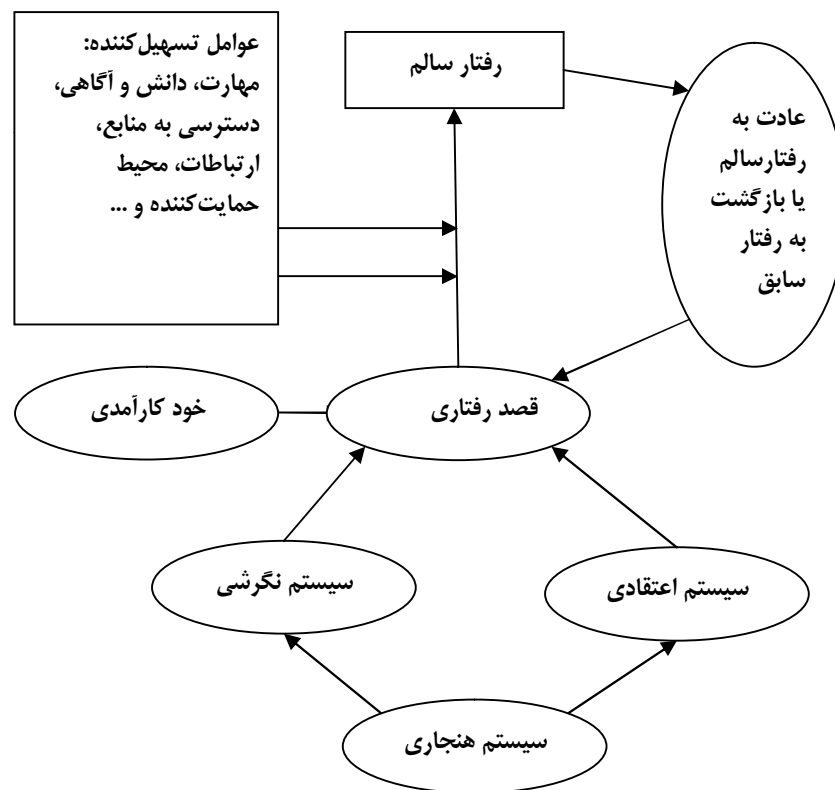 عوامل تسهیل‌کننده:
مهارت، دانش و آگاهی،
دسترسی به منابع،
ارتباطات، محیط
حمایت‌کننده و ...
رفتار سالم
عادت به
رفتارسالم
یا بازگشت
به رفتار
سابق
خود کارآمدی
قصد رفتاری
سیستم نگرشی
سیستم اعتقادی
سیستم هنجاری